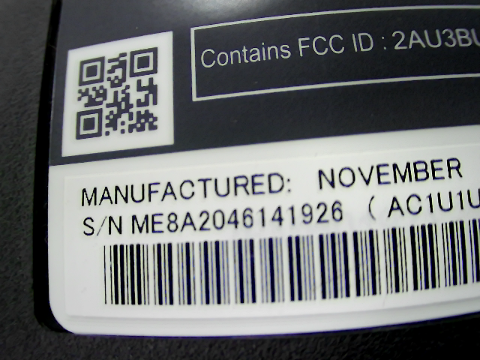 Contains FCC ID : 2AU3BU
MANUFACTURED: NOVEMBER
S/N ME8A2046141926 ( AC1U1U